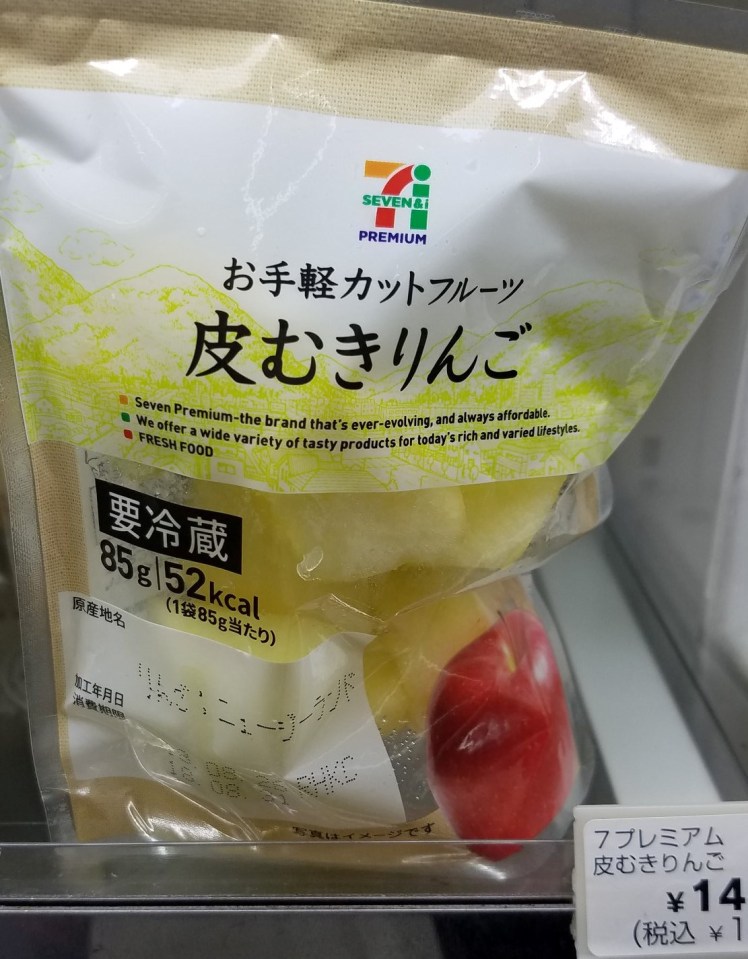 SEVEN&i
PREMIUM
お手軽カットフルーツ
皮むきりんご
Seven Premium-the brand that's ever-evolving, and always affordable.
We offer a wide variety of tasty products for today's rich and varied lifestyles.
FRESH FOOD
要冷蔵
85g 52kcal
(1袋85g当たり)
原産地名
りんご:ニュージーランド
加工年月日
消費期限
写真はイメージです
7プレミアム
皮むきりんご
¥14
(税込 ¥1